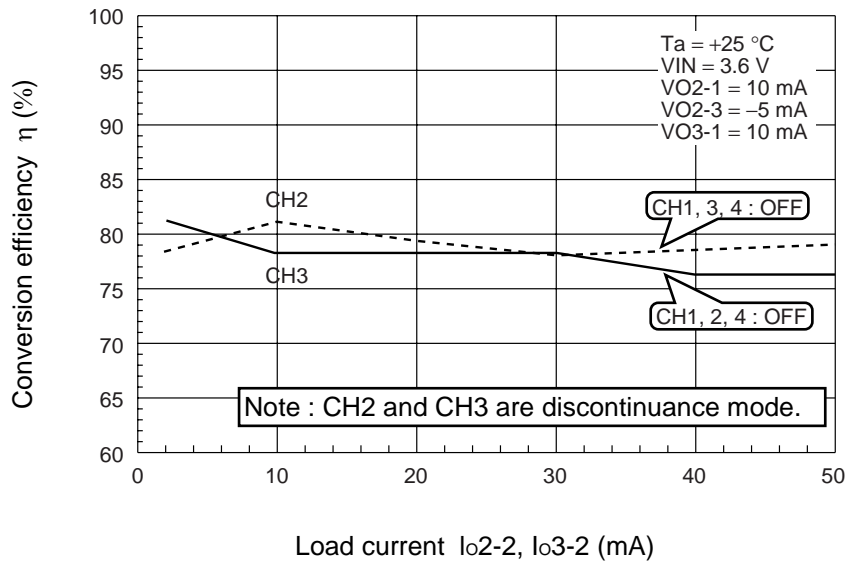 100
95
90
85
80
75
70
65
60
Conversion efficiency η (%)
Ta = +25 °C
VIN = 3.6 V
VO2-1 = 10 mA
VO2-3 = −5 mA
VO3-1 = 10 mA
CH2
CH1, 3, 4 : OFF
CH3
CH1, 2, 4 : OFF
Note : CH2 and CH3 are discontinuance mode.
0 10 20 30 40 50
Load current Io2-2, Io3-2 (mA)